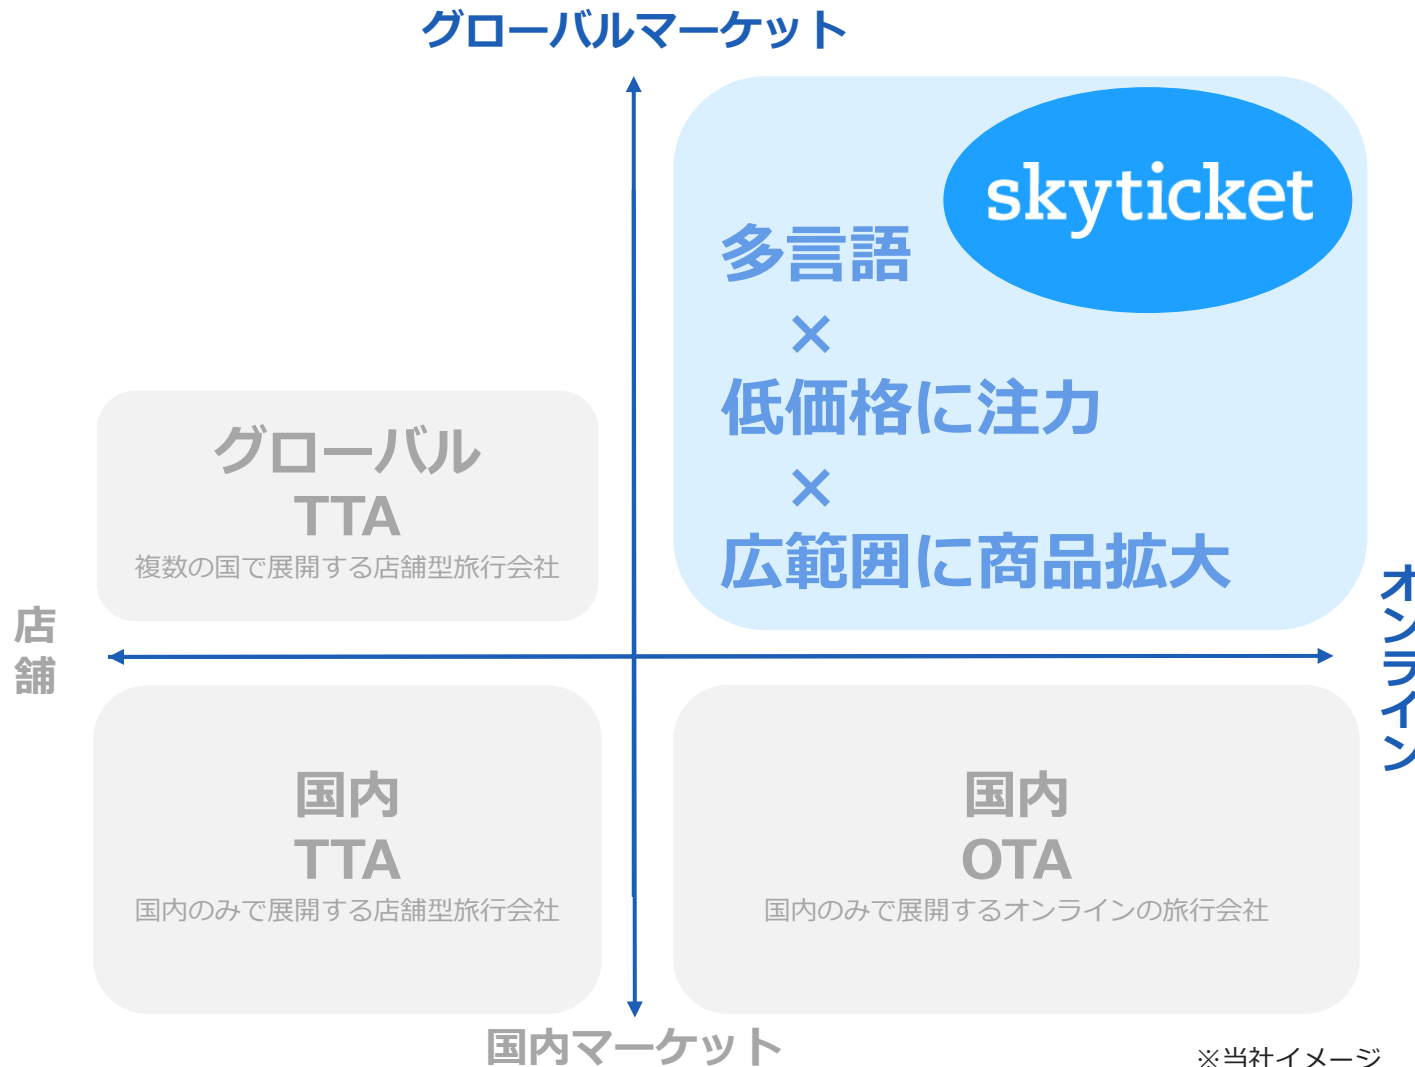 グローバルマーケット
skyticket
多言語
×
低価格に注力
×
広範囲に商品拡大
グローバル
TTA
複数の国で展開する店舗型旅行会社
店舗
オンライン
国内
TTA
国内のみで展開する店舗型旅行会社
国内
OTA
国内のみで展開するオンラインの旅行会社
国内マーケット
※当社イメージ